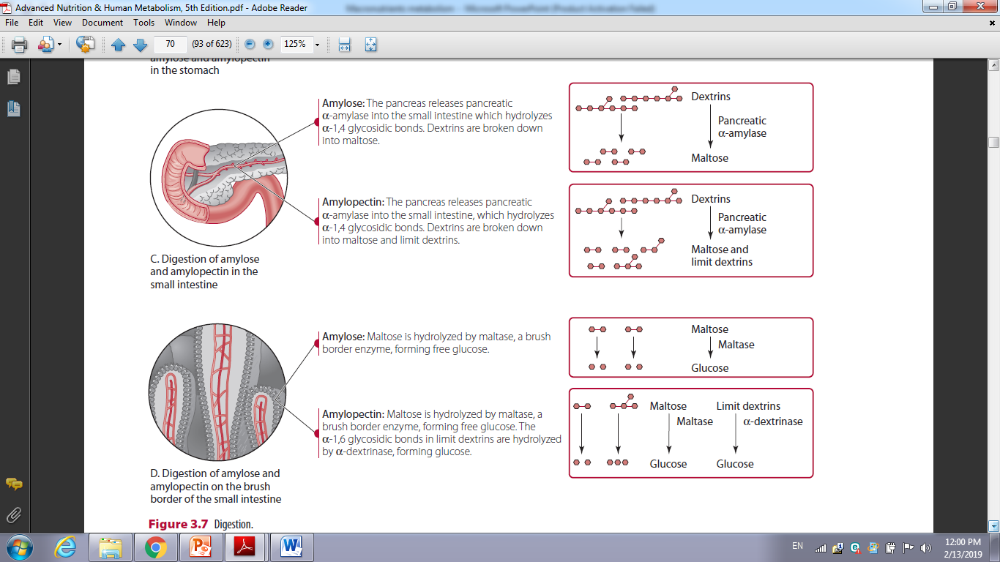 Advanced Nutrition & Human Metabolism, 5th Edition.pdf - Adobe Reader
File Edit View Document Tools Window Help
70 (93 of 623) 125%
amylose and amylopectin
in the stomach
Amylose: The pancreas releases pancreatic
α-amylase into the small intestine which hydrolyzes
α-1,4 glycosidic bonds. Dextrins are broken down
into maltose.
Dextrins
Pancreatic
α-amylase
Maltose
Amylopectin: The pancreas releases pancreatic
α-amylase into the small intestine, which hydrolyzes
α-1,4 glycosidic bonds. Dextrins are broken down
into maltose and limit dextrins.
Dextrins
Pancreatic
α-amylase
Maltose and
limit dextrins
C. Digestion of amylose
and amylopectin in the
small intestine
Amylose: Maltose is hydrolyzed by maltase, a brush
border enzyme, forming free glucose.
Maltose
Maltase
Glucose
Amylopectin: Maltose is hydrolyzed by maltase, a
brush border enzyme, forming free glucose. The
α-1,6 glycosidic bonds in limit dextrins are hydrolyzed
by α-dextrinase, forming glucose.
Maltose Limit dextrins
Maltase α-dextrinase
Glucose Glucose
D. Digestion of amylose and
amylopectin on the brush
border of the small intestine
Figure 3.7 Digestion.
EN
12:00 PM
2/13/2019